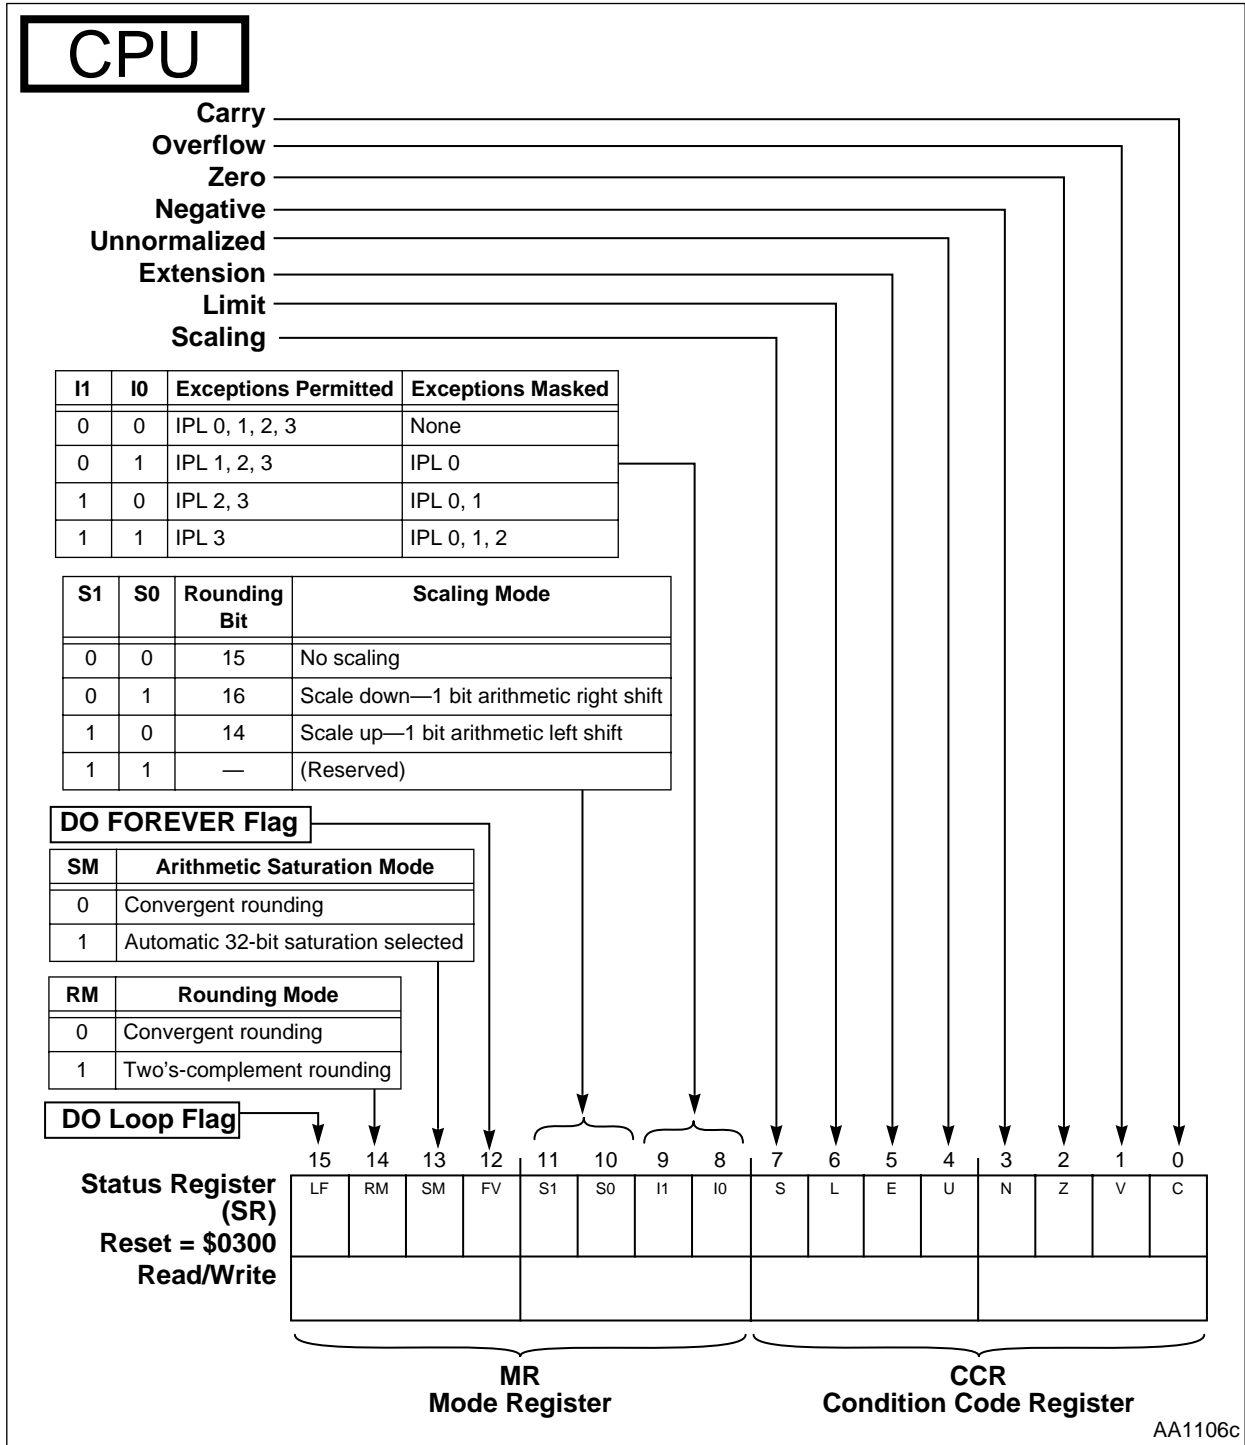 CPU
Carry
Overflow
Zero
Negative
Unnormalized
Extension
Limit
Scaling
I1 I0 Exceptions Permitted Exceptions Masked
0 0 IPL 0, 1, 2, 3 None
0 1 IPL 1, 2, 3 IPL 0
1 0 IPL 2, 3 IPL 0, 1
1 1 IPL 3 IPL 0, 1, 2
S1 S0 Rounding Scaling Mode
Bit
0 0 15 No scaling
0 1 16 Scale down—1 bit arithmetic right shift
1 0 14 Scale up—1 bit arithmetic left shift
1 1 — (Reserved)
DO FOREVER Flag
SM Arithmetic Saturation Mode
0 Convergent rounding
1 Automatic 32-bit saturation selected
RM Rounding Mode
0 Convergent rounding
1 Two's-complement rounding
DO Loop Flag
15 14 13 12 11 10 9 8 7 6 5 4 3 2 1 0
Status Register LF RM SM FV S1 S0 I1 I0 S L E U N Z V C
(SR)
Reset = $0300
Read/Write
MR CCR
Mode Register Condition Code Register
AA1106c